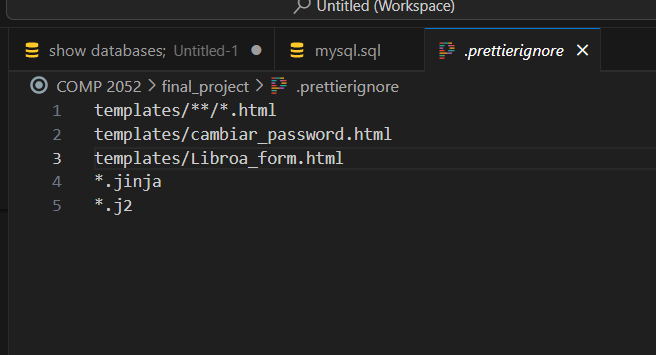 Untitled (Workspace)
show databases; Untitled-1 mysql.sql .prettierignore
COMP 2052 > final_project > .prettierignore
1 templates/**/*.html
2 templates/cambiar_password.html
3 templates/Libroa_form.html
4 *.jinja
5 *.j2